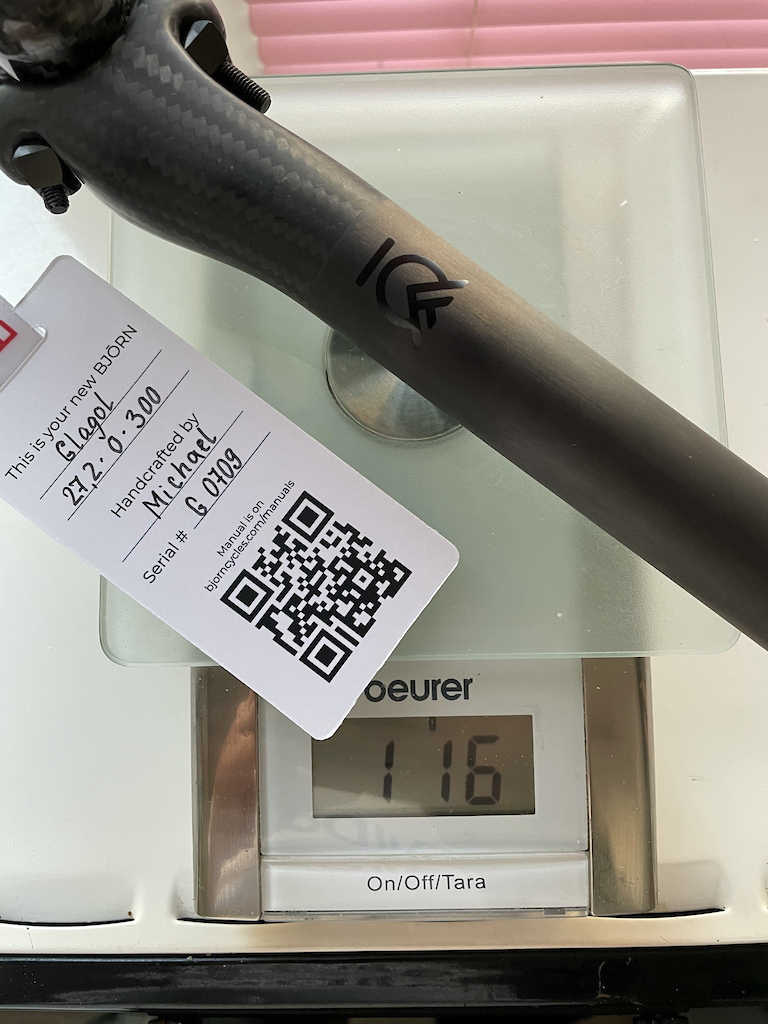 This is your new BJÖRN
Glagol
27,2·0·300
Handcrafted by
Michael
Serial # G0709
Manual is on
bjorncycles.com/manuals
beurer
g
116
On/Off/Tara